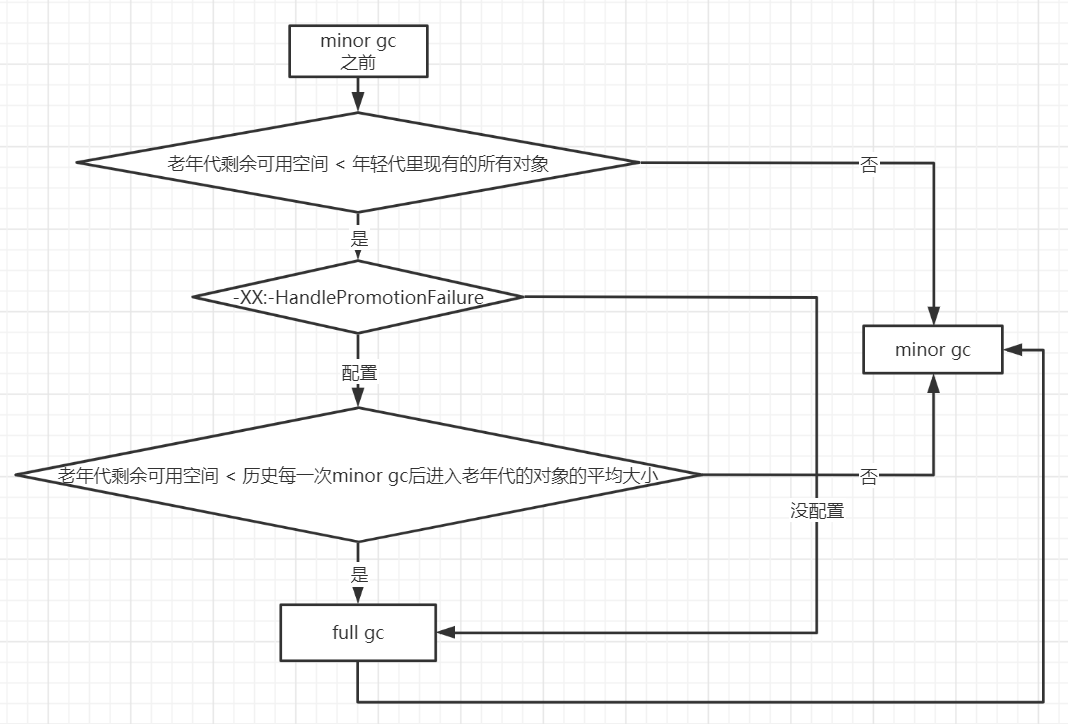 minor gc
之前
老年代剩余可用空间 < 年轻代里现有的所有对象
否
是
-XX:-HandlePromotionFailure
minor gc
配置
老年代剩余可用空间 < 历史每一次minor gc后进入老年代的对象的平均大小
否
没配置
是
full gc